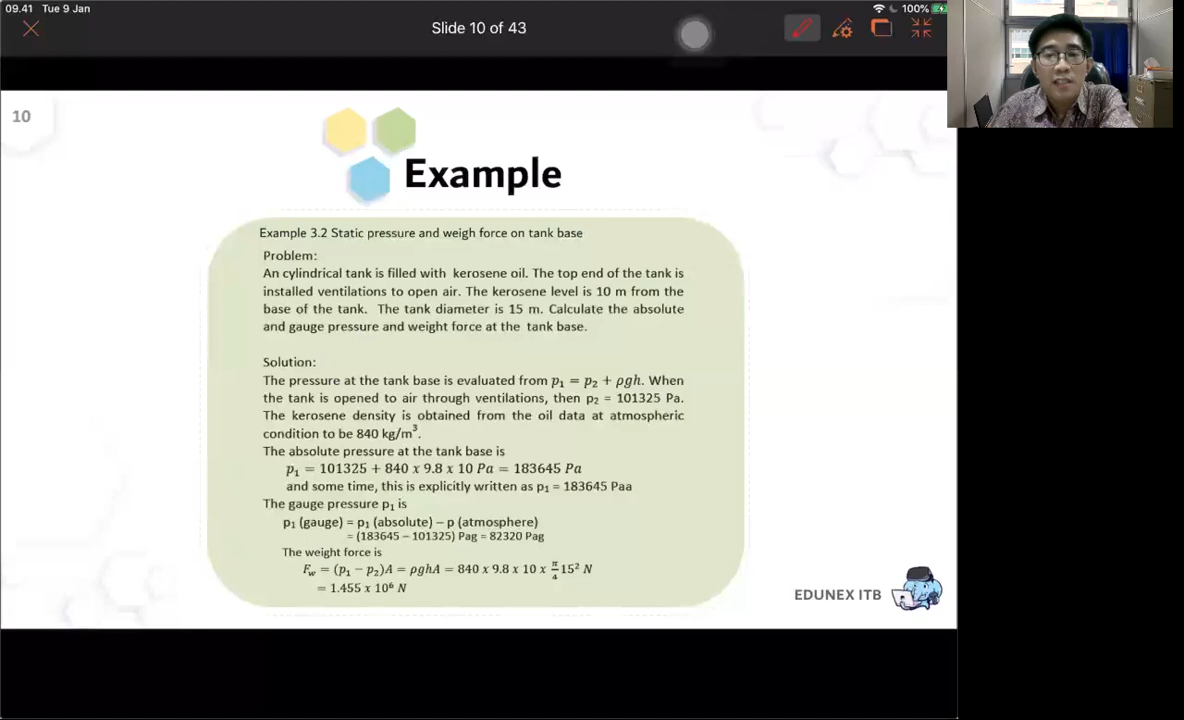 09.41 Tue 9 Jan
100%
Slide 10 of 43
10
Example
Example 3.2 Static pressure and weigh force on tank base
Problem:
An cylindrical tank is filled with kerosene oil. The top end of the tank is
installed ventilations to open air. The kerosene level is 10 m from the
base of the tank. The tank diameter is 15 m. Calculate the absolute
and gauge pressure and weight force at the tank base.
Solution:
The pressure at the tank base is evaluated from p₁ = p₂ + ρgh. When
the tank is opened to air through ventilations, then p₂ = 101325 Pa.
The kerosene density is obtained from the oil data at atmospheric
condition to be 840 kg/m³.
The absolute pressure at the tank base is
p₁ = 101325 + 840 x 9.8 x 10 Pa = 183645 Pa
and some time, this is explicitly written as p₁ = 183645 Paa
The gauge pressure p₁ is
p₁ (gauge) = p₁ (absolute) – p (atmosphere)
= (183645 – 101325) Pag = 82320 Pag
The weight force is
F_w = (p₁ − p₂)A = ρghA = 840 x 9.8 x 10 x π/4 15² N
= 1.455 x 10⁶ N
EDUNEX ITB